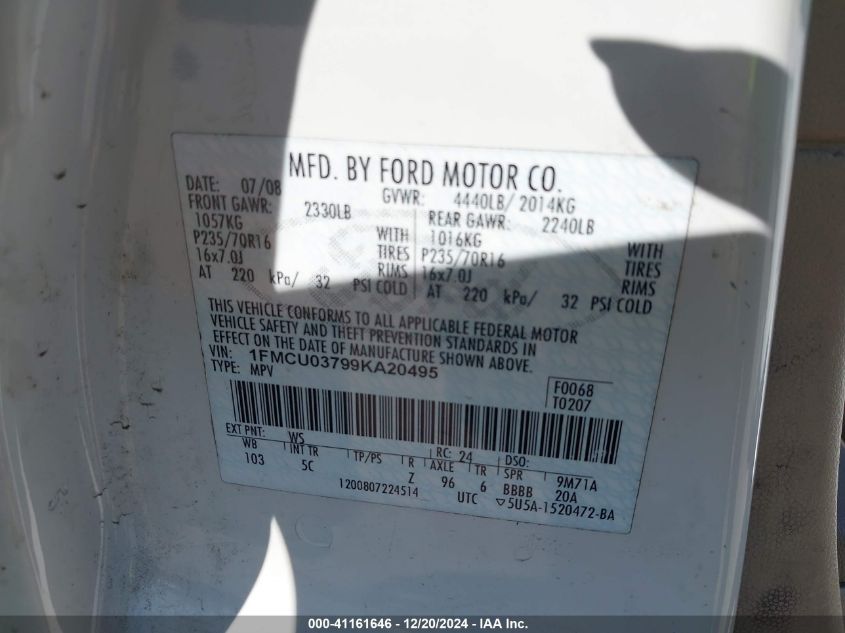 MFD. BY FORD MOTOR CO.
DATE: 07/08 GVWR: 4440LB/ 2014KG
FRONT GAWR: 2330LB REAR GAWR: 2240LB
1057KG WITH 1016KG WITH
P235/70R16 TIRES P235/70R16 TIRES
16x7.0J RIMS 16x7.0J RIMS
AT 220 kPa/ 32 PSI COLD AT 220 kPa/ 32 PSI COLD
THIS VEHICLE CONFORMS TO ALL APPLICABLE FEDERAL MOTOR
VEHICLE SAFETY AND THEFT PREVENTION STANDARDS IN
EFFECT ON THE DATE OF MANUFACTURE SHOWN ABOVE.
VIN: 1FMCU03799KA20495
TYPE: MPV
F0068
T0207
EXT PNT: WS RC: 24 DSO:
WB INT TR TP/PS R AXLE TR SPR 9M71A
103 5C Z 96 6 BBBB 20A
1200807224514 UTC ▽5U5A-1520472-BA
000-41161646 - 12/20/2024 - IAA Inc.